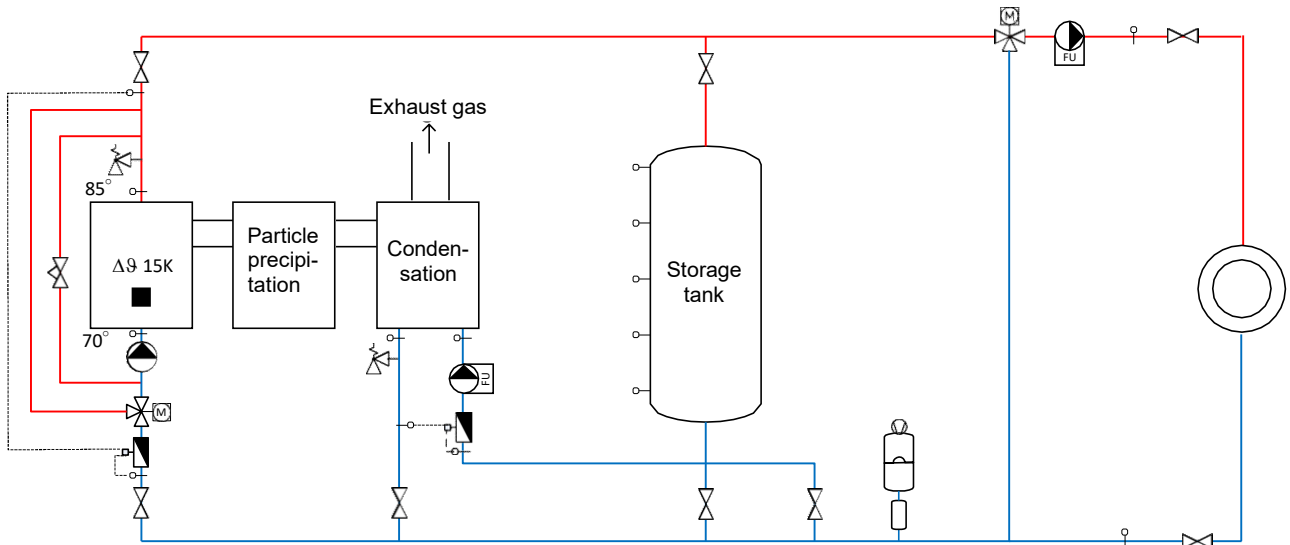 M
FU
Exhaust gas
85°
Particle
precipi-
tation
Conden-
sation
Δϑ 15K
Storage
tank
70°
FU
M